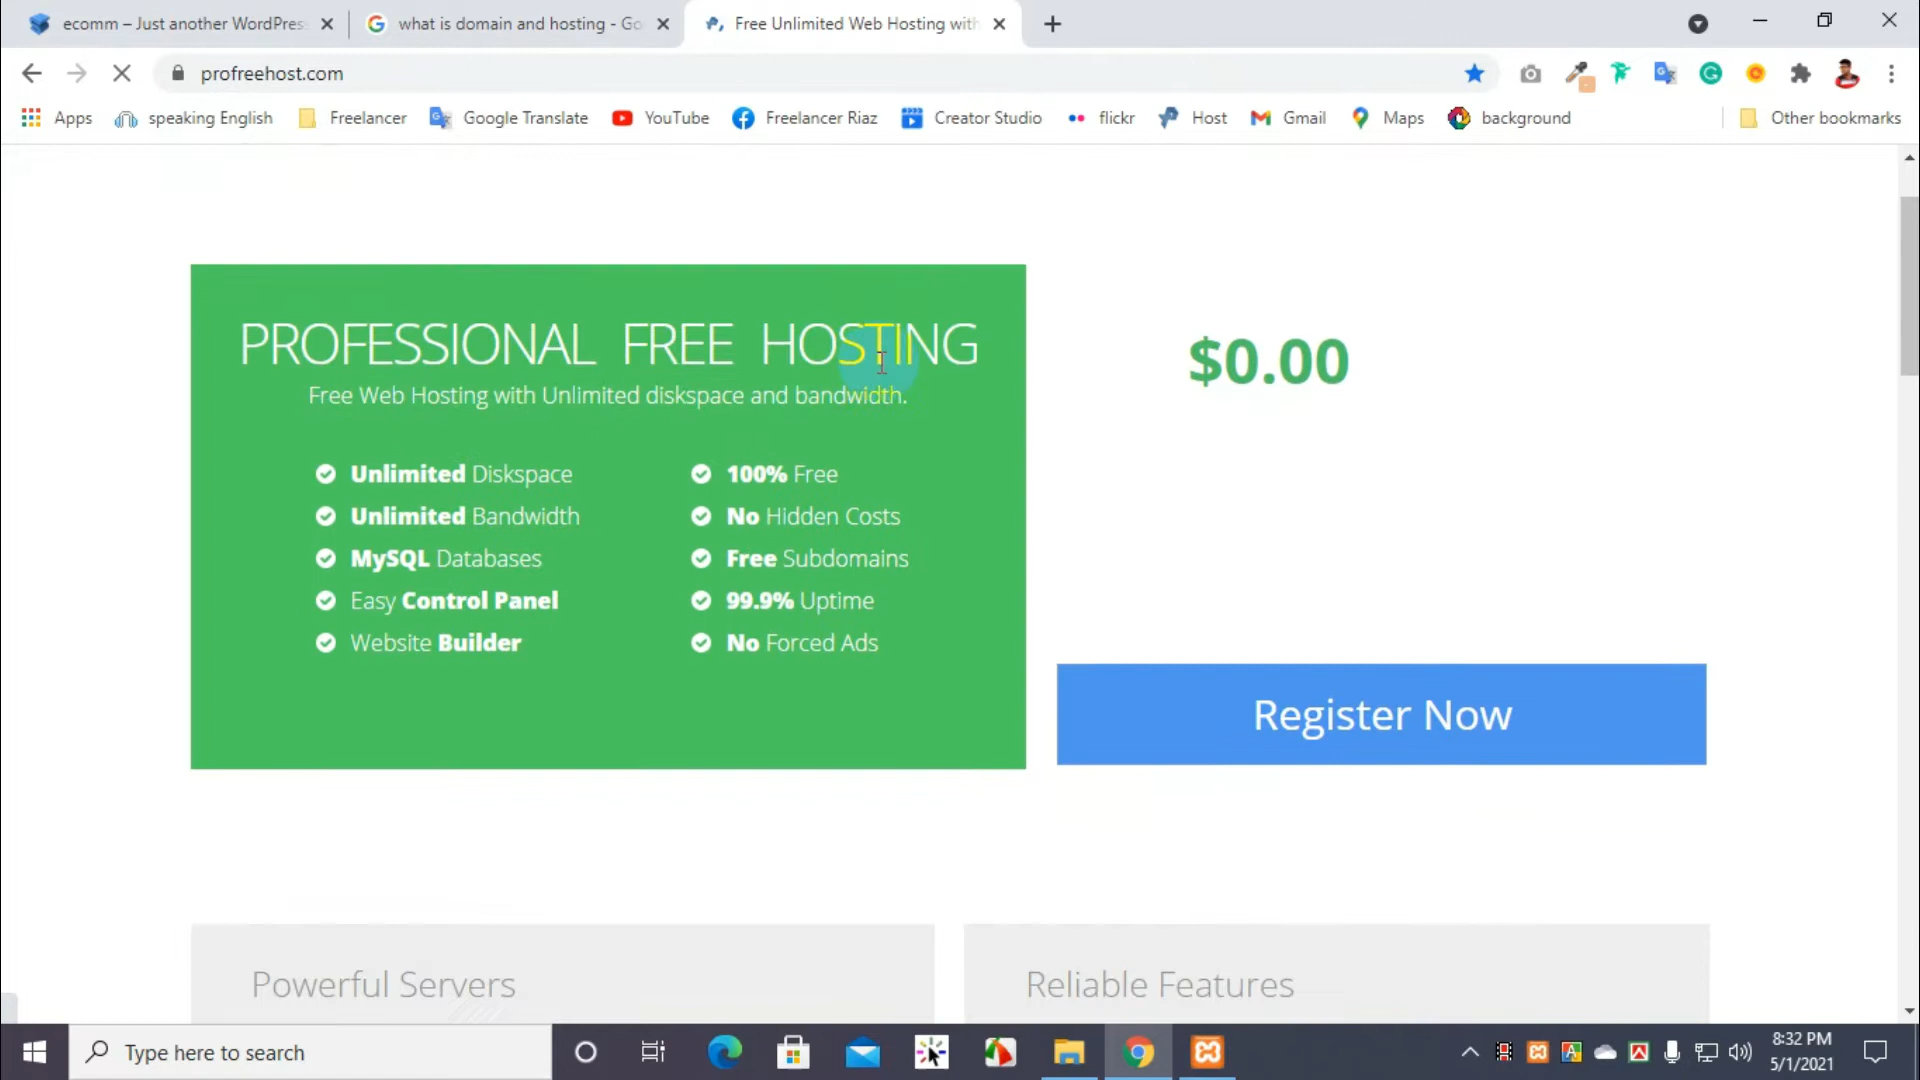 ecomm – Just another WordPres
what is domain and hosting - Go
Free Unlimited Web Hosting with
profreehost.com
Apps
speaking English
Freelancer
Google Translate
YouTube
Freelancer Riaz
Creator Studio
flickr
Host
Gmail
Maps
background
Other bookmarks
PROFESSIONAL FREE HOSTING
Free Web Hosting with Unlimited diskspace and bandwidth.
Unlimited Diskspace
Unlimited Bandwidth
MySQL Databases
Easy Control Panel
Website Builder
100% Free
No Hidden Costs
Free Subdomains
99.9% Uptime
No Forced Ads
$0.00
Register Now
Powerful Servers
Reliable Features
Type here to search
8:32 PM
5/1/2021